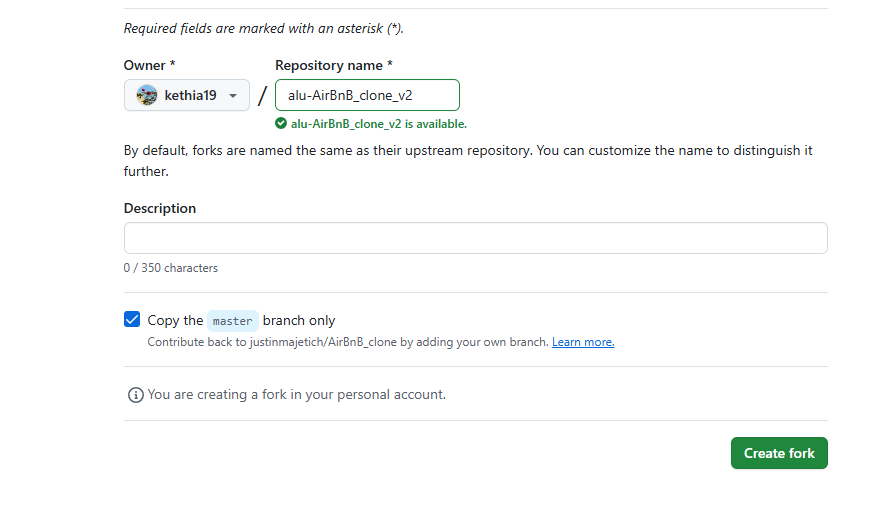 Required fields are marked with an asterisk (*).
Owner *
Repository name *
kethia19
/
alu-AirBnB_clone_v2
alu-AirBnB_clone_v2 is available.
By default, forks are named the same as their upstream repository. You can customize the name to distinguish it
further.
Description
0 / 350 characters
Copy the master branch only
Contribute back to justinmajetich/AirBnB_clone by adding your own branch. Learn more.
You are creating a fork in your personal account.
Create fork